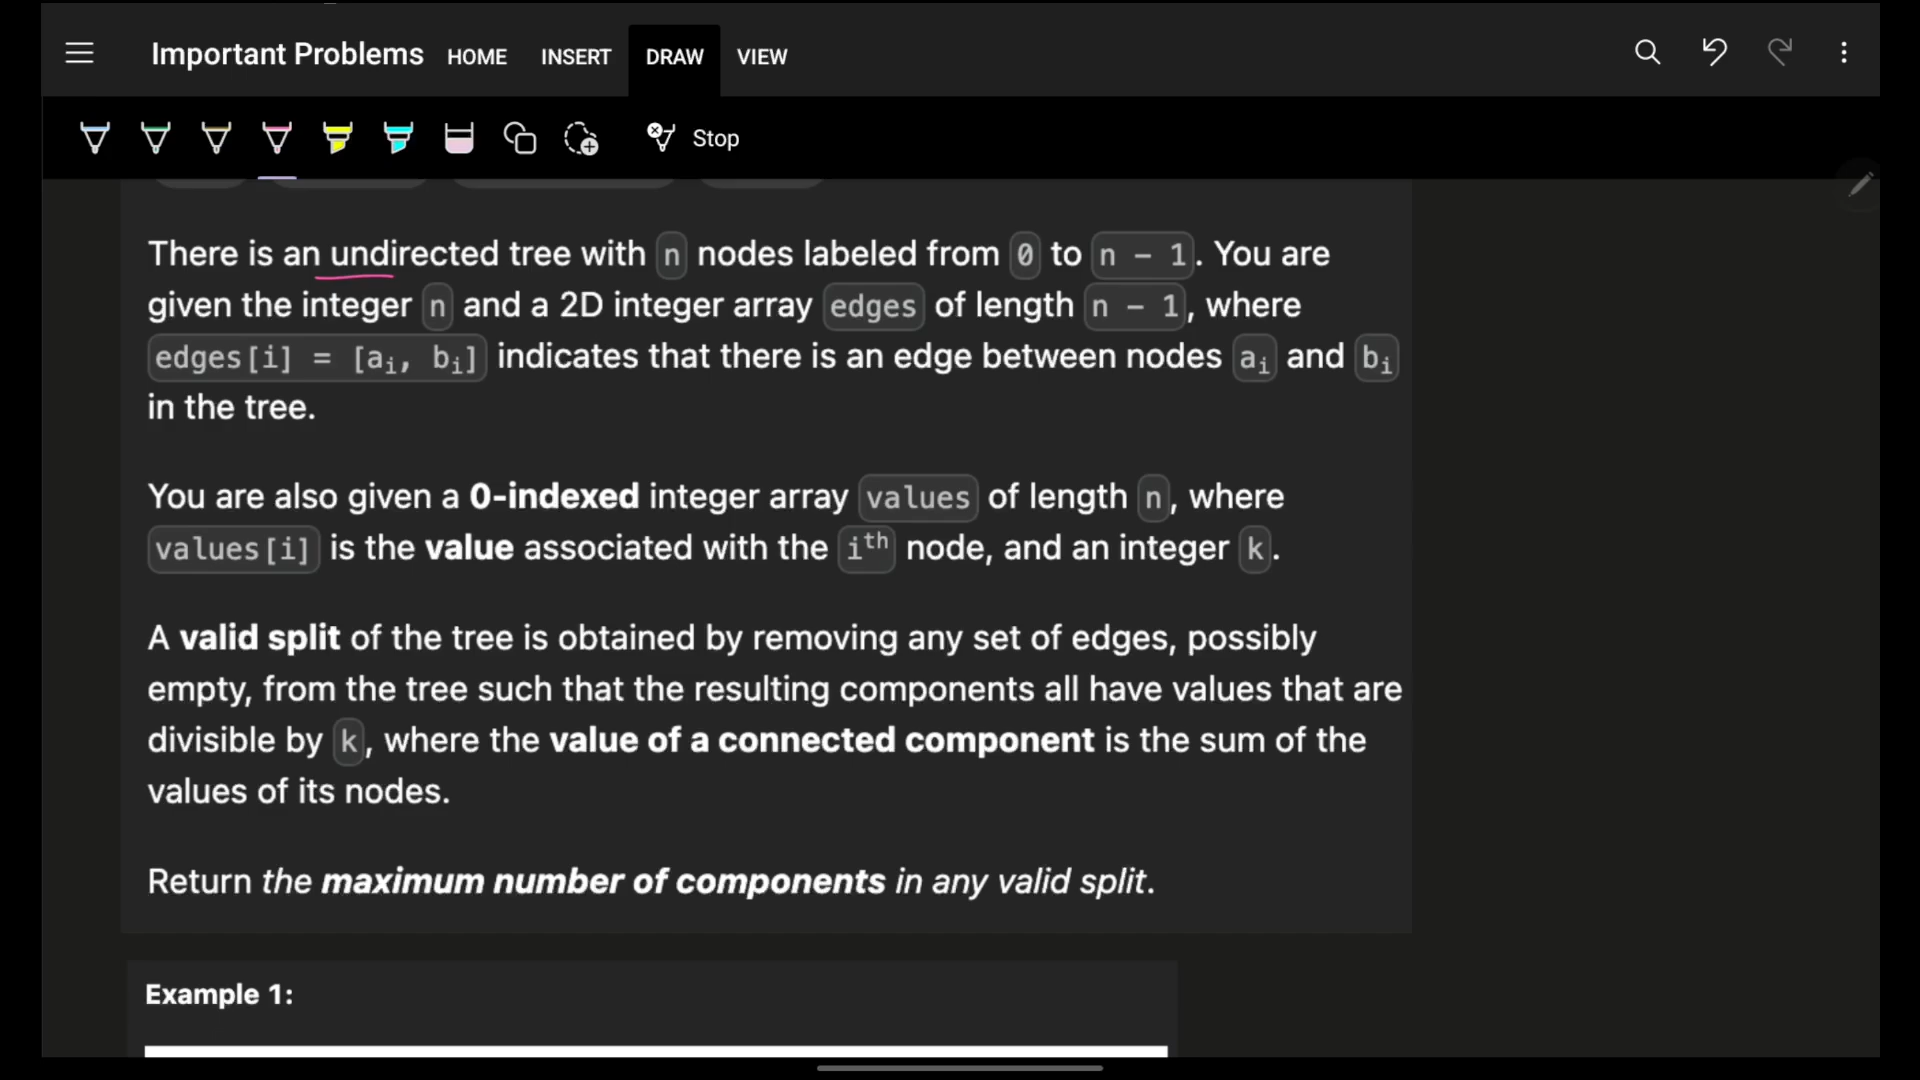 Important Problems HOME INSERT DRAW VIEW
Stop
There is an undirected tree with n nodes labeled from 0 to n - 1. You are
given the integer n and a 2D integer array edges of length n - 1, where
edges[i] = [aᵢ, bᵢ] indicates that there is an edge between nodes aᵢ and bᵢ
in the tree.
You are also given a 0-indexed integer array values of length n, where
values[i] is the value associated with the iᵗʰ node, and an integer k.
A valid split of the tree is obtained by removing any set of edges, possibly
empty, from the tree such that the resulting components all have values that are
divisible by k, where the value of a connected component is the sum of the
values of its nodes.
Return the maximum number of components in any valid split.
Example 1: